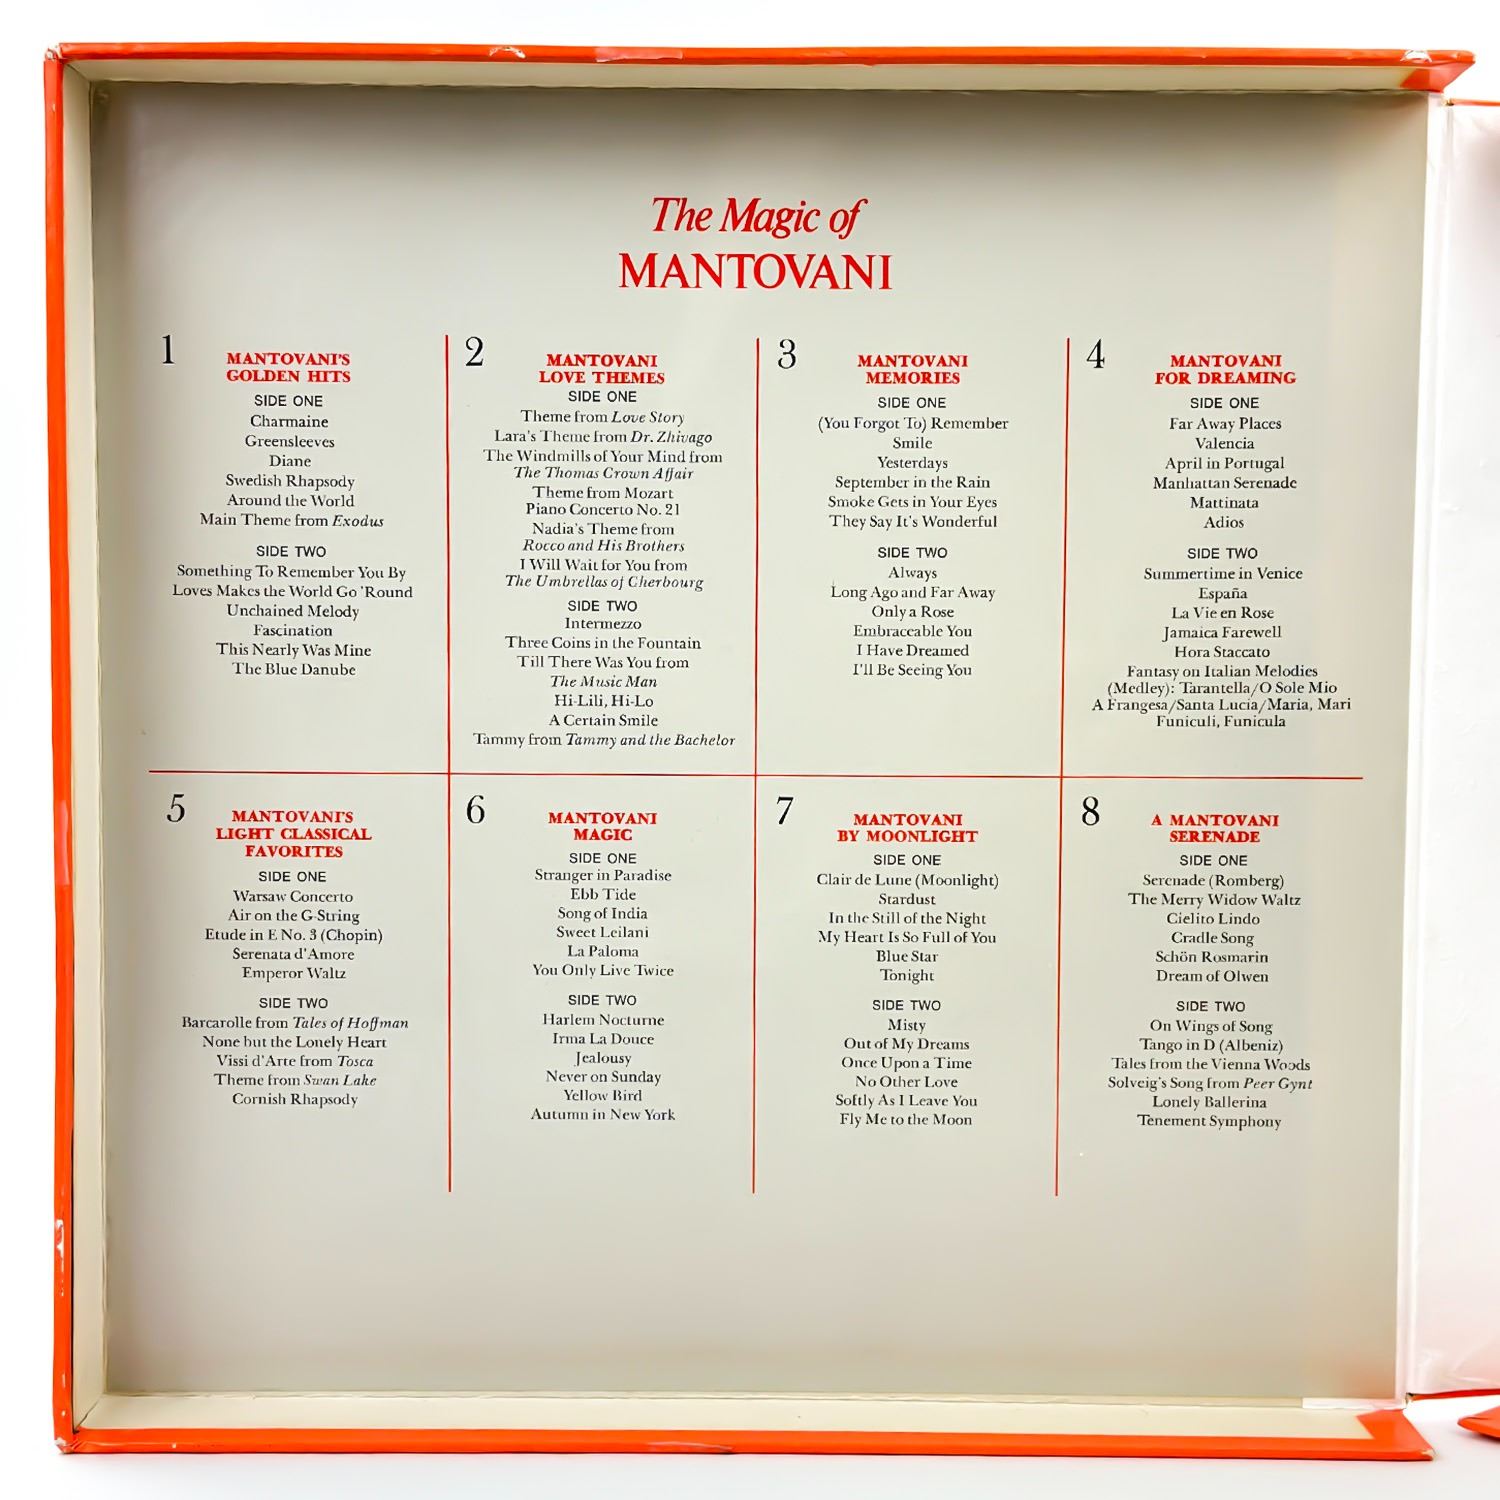 The Magic of
MANTOVANI
1
MANTOVANI'S
GOLDEN HITS
SIDE ONE
Charmaine
Greensleeves
Diane
Swedish Rhapsody
Around the World
Main Theme from Exodus
SIDE TWO
Something To Remember You By
Loves Makes the World Go 'Round
Unchained Melody
Fascination
This Nearly Was Mine
The Blue Danube
2
MANTOVANI
LOVE THEMES
SIDE ONE
Theme from Love Story
Lara's Theme from Dr. Zhivago
The Windmills of Your Mind from
The Thomas Crown Affair
Theme from Mozart
Piano Concerto No. 21
Nadia's Theme from
Rocco and His Brothers
I Will Wait for You from
The Umbrellas of Cherbourg
SIDE TWO
Intermezzo
Three Coins in the Fountain
Till There Was You from
The Music Man
Hi-Lili, Hi-Lo
A Certain Smile
Tammy from Tammy and the Bachelor
3
MANTOVANI
MEMORIES
SIDE ONE
(You Forgot To) Remember
Smile
Yesterdays
September in the Rain
Smoke Gets in Your Eyes
They Say It's Wonderful
SIDE TWO
Always
Long Ago and Far Away
Only a Rose
Embraceable You
I Have Dreamed
I'll Be Seeing You
4
MANTOVANI
FOR DREAMING
SIDE ONE
Far Away Places
Valencia
April in Portugal
Manhattan Serenade
Mattinata
Adios
SIDE TWO
Summertime in Venice
España
La Vie en Rose
Jamaica Farewell
Hora Staccato
Fantasy on Italian Melodies
(Medley): Tarantella/O Sole Mio
A Frangesa/Santa Lucia/Maria, Mari
Funiculi, Funicula
5
MANTOVANI'S
LIGHT CLASSICAL
FAVORITES
SIDE ONE
Warsaw Concerto
Air on the G-String
Etude in E No. 3 (Chopin)
Serenata d'Amore
Emperor Waltz
SIDE TWO
Barcarolle from Tales of Hoffman
None but the Lonely Heart
Vissi d'Arte from Tosca
Theme from Swan Lake
Cornish Rhapsody
6
MANTOVANI
MAGIC
SIDE ONE
Stranger in Paradise
Ebb Tide
Song of India
Sweet Leilani
La Paloma
You Only Live Twice
SIDE TWO
Harlem Nocturne
Irma La Douce
Jealousy
Never on Sunday
Yellow Bird
Autumn in New York
7
MANTOVANI
BY MOONLIGHT
SIDE ONE
Clair de Lune (Moonlight)
Stardust
In the Still of the Night
My Heart Is So Full of You
Blue Star
Tonight
SIDE TWO
Misty
Out of My Dreams
Once Upon a Time
No Other Love
Softly As I Leave You
Fly Me to the Moon
8
A MANTOVANI
SERENADE
SIDE ONE
Serenade (Romberg)
The Merry Widow Waltz
Cielito Lindo
Cradle Song
Schön Rosmarin
Dream of Olwen
SIDE TWO
On Wings of Song
Tango in D (Albeniz)
Tales from the Vienna Woods
Solveig's Song from Peer Gynt
Lonely Ballerina
Tenement Symphony